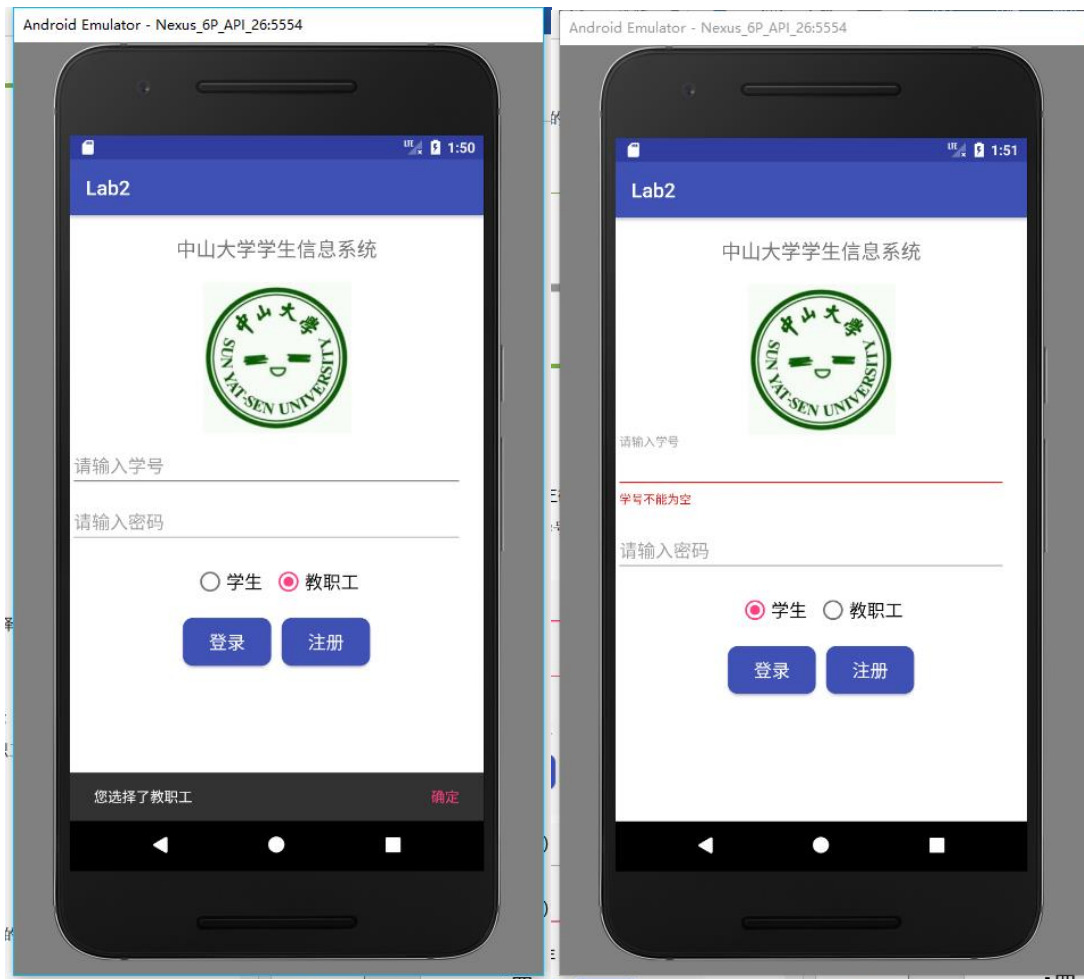 Android Emulator - Nexus_6P_API_26:5554
LTE 1:50
Lab2
中山大学学生信息系统
中山大学
SUN YAT-SEN UNIVERSITY
请输入学号
请输入密码
学生 教职工
登录 注册
您选择了教职工 确定
Android Emulator - Nexus_6P_API_26:5554
LTE 1:51
Lab2
中山大学学生信息系统
中山大学
SUN YAT-SEN UNIVERSITY
请输入学号
学号不能为空
请输入密码
学生 教职工
登录 注册